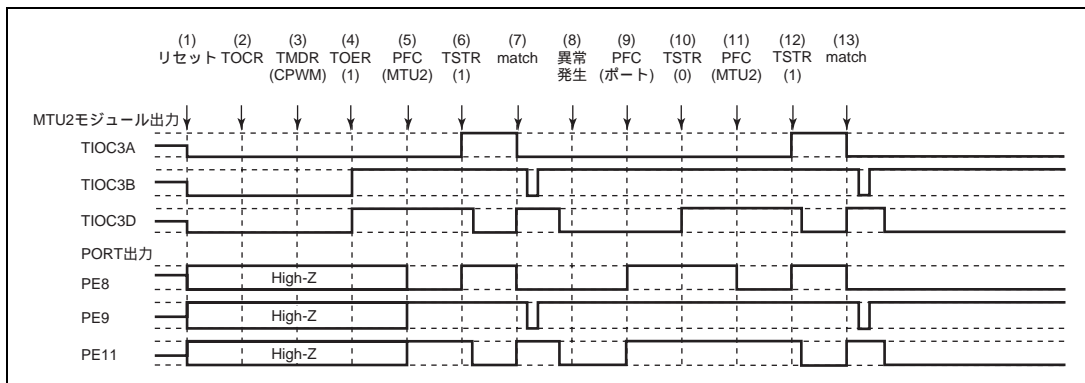 (1) (2) (3) (4) (5) (6) (7) (8) (9) (10) (11) (12) (13)
リセット TOCR TMDR TOER PFC TSTR match 異常 PFC TSTR PFC TSTR match
(CPWM) (1) (MTU2) (1) 発生 (ポート) (0) (MTU2) (1)
MTU2モジュール出力
TIOC3A
TIOC3B
TIOC3D
PORT出力
PE8 High-Z
PE9 High-Z
PE11 High-Z